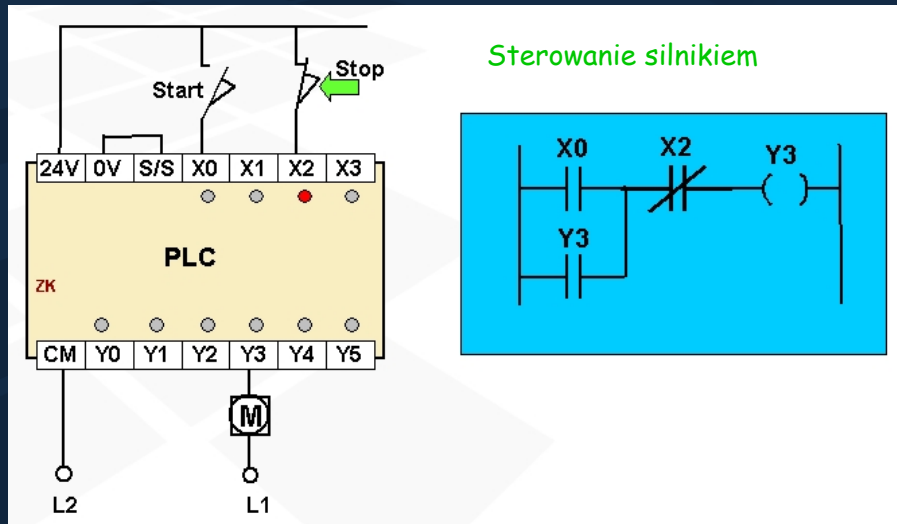 Sterowanie silnikiem
Start
Stop
24V 0V S/S X0 X1 X2 X3
PLC
ZK
CM Y0 Y1 Y2 Y3 Y4 Y5
M
L2 L1
X0 X2 Y3
Y3